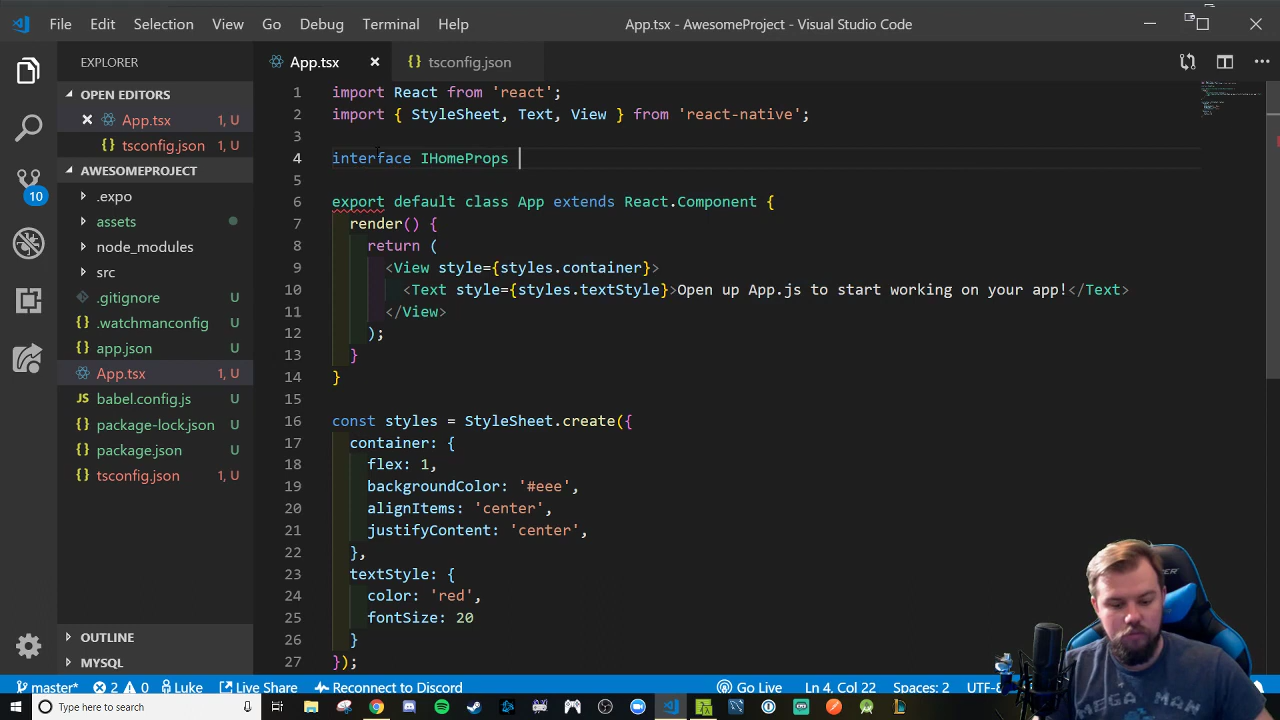 File Edit Selection View Go Debug Terminal Help App.tsx - AwesomeProject - Visual Studio Code
EXPLORER
App.tsx
tsconfig.json
OPEN EDITORS
App.tsx 1, U
tsconfig.json 1, U
AWESOMEPROJECT
.expo
assets
node_modules
src
.gitignore U
.watchmanconfig U
app.json U
App.tsx 1, U
babel.config.js U
package-lock.json U
package.json U
tsconfig.json 1, U
OUTLINE
MYSQL
10
1 import React from 'react';
2 import { StyleSheet, Text, View } from 'react-native';
3
4 interface IHomeProps
5
6 export default class App extends React.Component {
7 render() {
8 return (
9 <View style={styles.container}>
10 <Text style={styles.textStyle}>Open up App.js to start working on your app!</Text>
11 </View>
12 );
13 }
14 }
15
16 const styles = StyleSheet.create({
17 container: {
18 flex: 1,
19 backgroundColor: '#eee',
20 alignItems: 'center',
21 justifyContent: 'center',
22 },
23 textStyle: {
24 color: 'red',
25 fontSize: 20
26 }
27 });
MEGA MAN
master* 2 0 Luke Live Share Reconnect to Discord Go Live Ln 4, Col 22 Spaces: 2 UTF-8
Type here to search